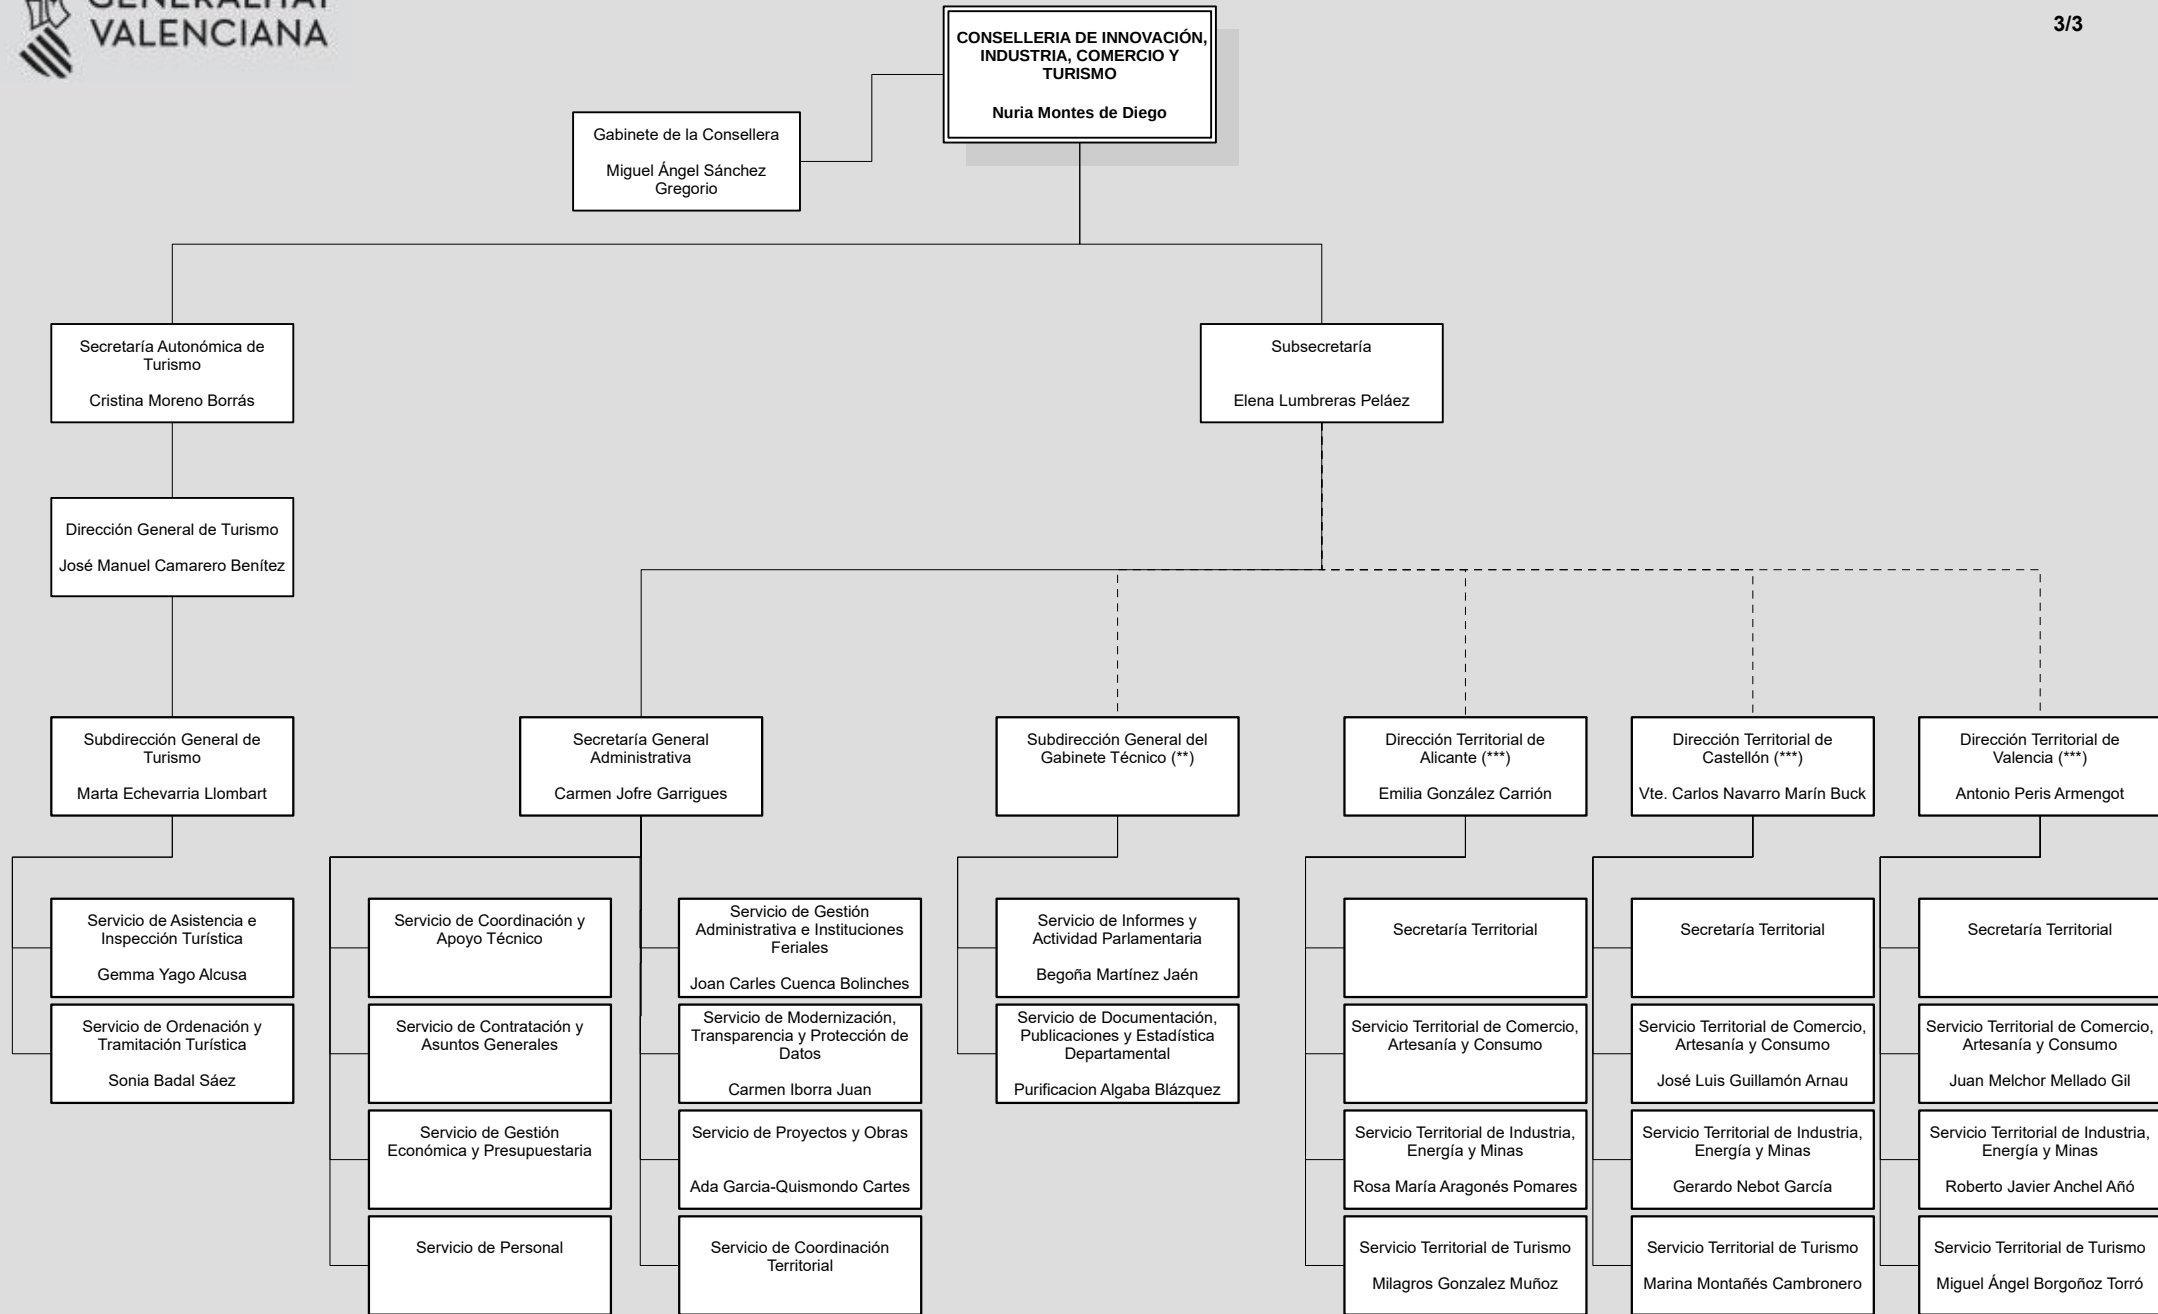 GENERALITAT
VALENCIANA
3/3
CONSELLERIA DE INNOVACIÓN,
INDUSTRIA, COMERCIO Y
TURISMO
Nuria Montes de Diego
Gabinete de la Consellera
Miguel Ángel Sánchez
Gregorio
Secretaría Autonómica de
Turismo
Cristina Moreno Borrás
Subsecretaría
Elena Lumbreras Peláez
Dirección General de Turismo
José Manuel Camarero Benítez
Subdirección General de
Turismo
Marta Echevarria Llombart
Secretaría General
Administrativa
Carmen Jofre Garrigues
Subdirección General del
Gabinete Técnico (**)
Dirección Territorial de
Alicante (***)
Emilia González Carrión
Dirección Territorial de
Castellón (***)
Vte. Carlos Navarro Marín Buck
Dirección Territorial de
Valencia (***)
Antonio Peris Armengot
Servicio de Asistencia e
Inspección Turística
Gemma Yago Alcusa
Servicio de Ordenación y
Tramitación Turística
Sonia Badal Sáez
Servicio de Coordinación y
Apoyo Técnico
Servicio de Contratación y
Asuntos Generales
Servicio de Gestión
Económica y Presupuestaria
Servicio de Personal
Servicio de Gestión
Administrativa e Instituciones
Feriales
Joan Carles Cuenca Bolinches
Servicio de Modernización,
Transparencia y Protección de
Datos
Carmen Iborra Juan
Servicio de Proyectos y Obras
Ada Garcia-Quismondo Cartes
Servicio de Coordinación
Territorial
Servicio de Informes y
Actividad Parlamentaria
Begoña Martínez Jaén
Servicio de Documentación,
Publicaciones y Estadística
Departamental
Purificacion Algaba Blázquez
Secretaría Territorial
Servicio Territorial de Comercio,
Artesanía y Consumo
Servicio Territorial de Industria,
Energía y Minas
Rosa María Aragonés Pomares
Servicio Territorial de Turismo
Milagros Gonzalez Muñoz
Secretaría Territorial
Servicio Territorial de Comercio,
Artesanía y Consumo
José Luis Guillamón Arnau
Servicio Territorial de Industria,
Energía y Minas
Gerardo Nebot García
Servicio Territorial de Turismo
Marina Montañés Cambronero
Secretaría Territorial
Servicio Territorial de Comercio,
Artesanía y Consumo
Juan Melchor Mellado Gil
Servicio Territorial de Industria,
Energía y Minas
Roberto Javier Anchel Añó
Servicio Territorial de Turismo
Miguel Ángel Borgoñoz Torró